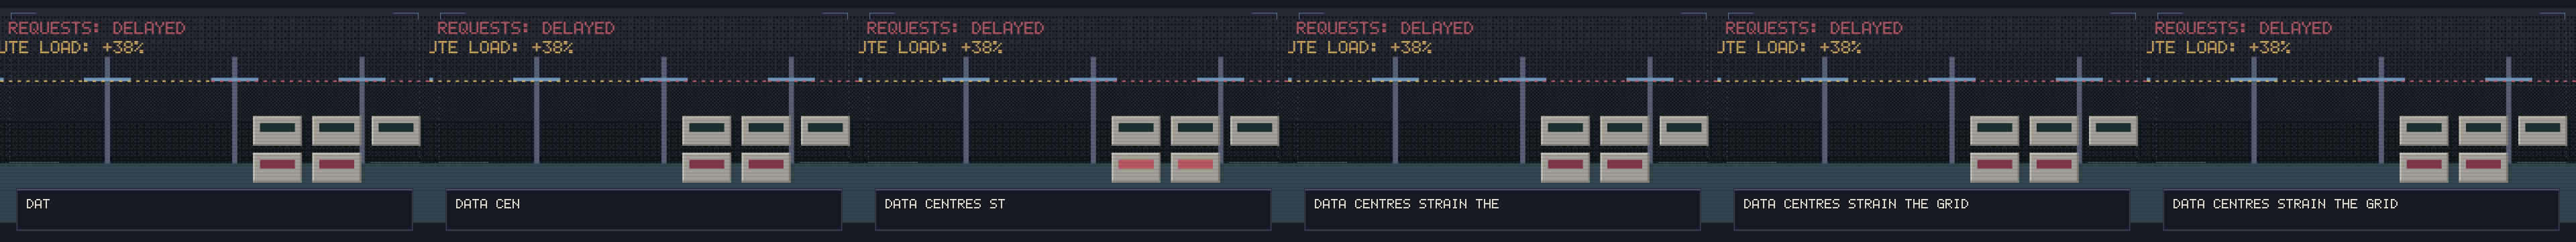 REQUESTS: DELAYED
JTE LOAD: +38%
DAT
REQUESTS: DELAYED
JTE LOAD: +38%
DATA CEN
REQUESTS: DELAYED
JTE LOAD: +38%
DATA CENTRES ST
REQUESTS: DELAYED
JTE LOAD: +38%
DATA CENTRES STRAIN THE
REQUESTS: DELAYED
JTE LOAD: +38%
DATA CENTRES STRAIN THE GRID
REQUESTS: DELAYED
JTE LOAD: +38%
DATA CENTRES STRAIN THE GRID